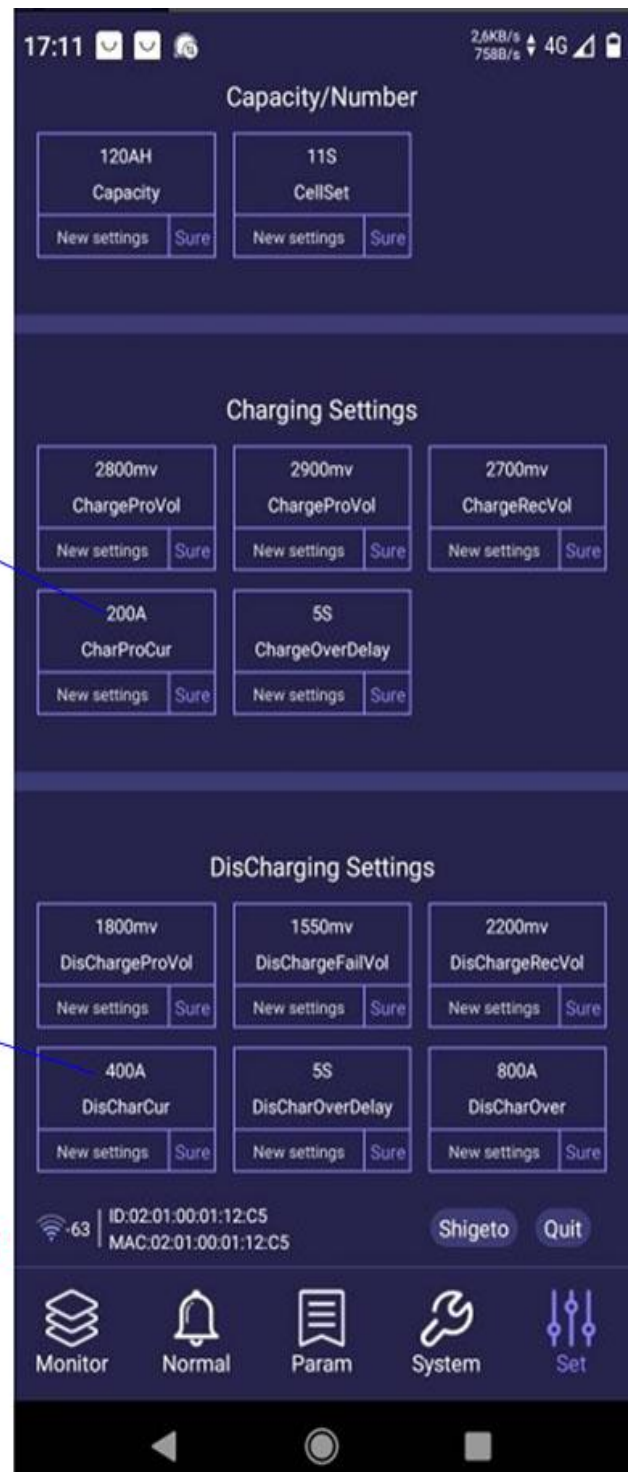 17:11 2,6KB/s 4G
758B/s
Capacity/Number
120AH 11S
Capacity CellSet
New settings Sure New settings Sure
Charging Settings
2800mv 2900mv 2700mv
ChargeProVol ChargeProVol ChargeRecVol
New settings Sure New settings Sure New settings Sure
200A 5S
CharProCur ChargeOverDelay
New settings Sure New settings Sure
DisCharging Settings
1800mv 1550mv 2200mv
DisChargeProVol DisChargeFailVol DisChargeRecVol
New settings Sure New settings Sure New settings Sure
400A 5S 800A
DisCharCur DisCharOverDelay DisCharOver
New settings Sure New settings Sure New settings Sure
-63 ID:02:01:00:01:12:C5 Shigeto Quit
MAC:02:01:00:01:12:C5
Monitor Normal Param System Set